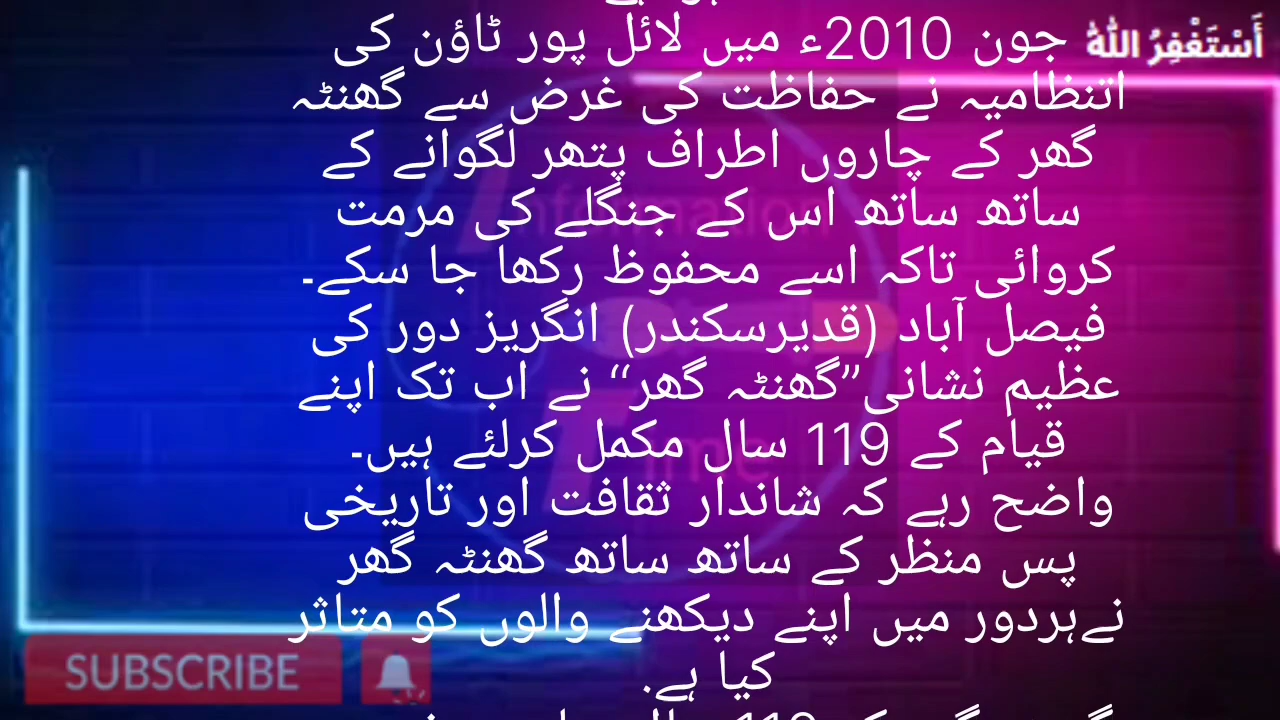 أَسْتَغْفِرُ اللهُ
جون 2010ء میں لائل پور ٹاؤن کی
انتظامیہ نے حفاظت کی غرض سے گھنٹہ
گھر کے چاروں اطراف پتھر لگوانے کے
ساتھ ساتھ اس کے جنگلے کی مرمت
کروائی تاکہ اسے محفوظ رکھا جا سکے۔
فیصل آباد (قدیرسکندر) انگریز دور کی
عظیم نشانی”گھنٹہ گھر“ نے اب تک اپنے
قیام کے 119 سال مکمل کرلئے ہیں۔
واضح رہے کہ شاندار ثقافت اور تاریخی
پس منظر کے ساتھ ساتھ گھنٹہ گھر
نےہردور میں اپنے دیکھنے والوں کو متاثر
کیا ہے.
Information
Time
SUBSCRIBE